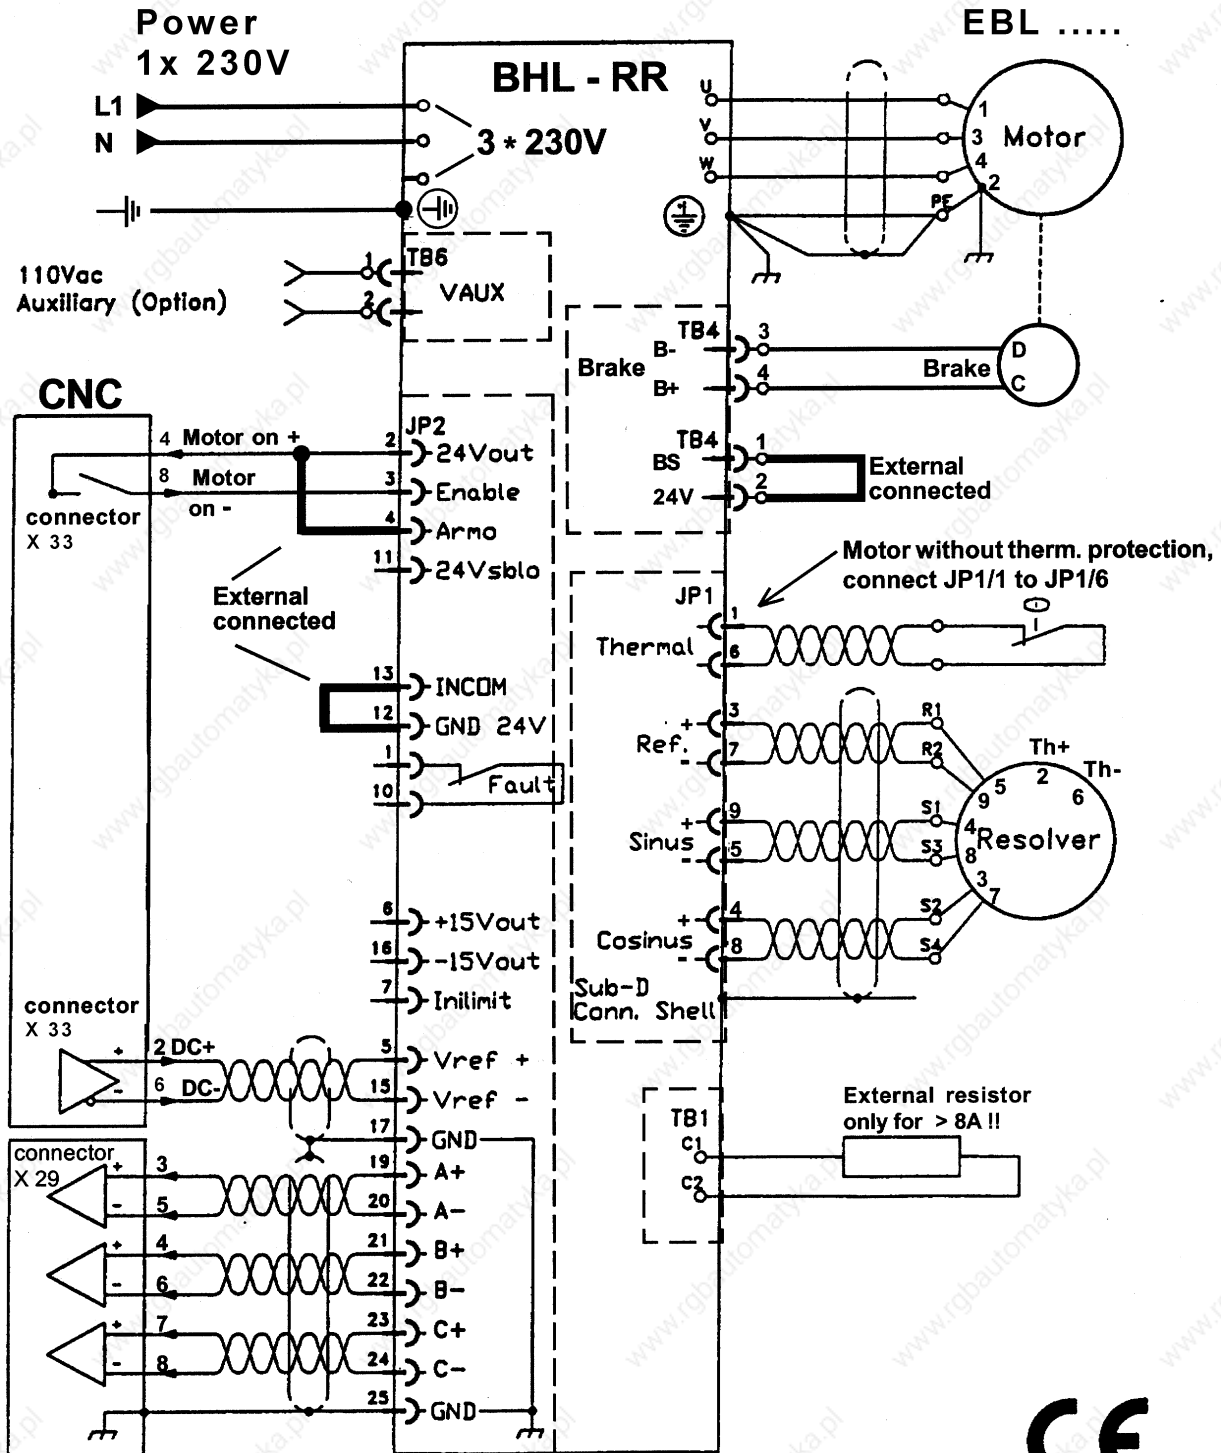 Power
1x 230V
EBL .....
BHL - RR
L1
N
3 * 230V
U
V
W
PE
1
3
4
2
Motor
110Vac
Auxiliary (Option)
1
2
TB6
VAUX
Brake
TB4
B-
B+
3
4
Brake
D
C
TB4
BS
24V
1
2
External
connected
CNC
4 Motor on +
8 Motor
on -
connector
X 33
JP2
2 24Vout
3 Enable
4 Armo
11 24Vsblo
External
connected
13 INCOM
12 GND 24V
1
10
Fault
Motor without therm. protection,
connect JP1/1 to JP1/6
JP1
Thermal
1
6
Ref.
+ 3
- 7
R1
R2
Sinus
+ 9
- 5
S1
S3
Cosinus
+ 4
- 8
S2
S4
Th+
2
Th-
6
5
9
4
8
3
7
Resolver
Sub-D
Conn. Shell
6 +15Vout
16 -15Vout
7 Inilimit
connector
X 33
+ 2 DC+
- 6 DC-
5 Vref +
15 Vref -
17 GND
TB1
C1
C2
External resistor
only for > 8A !!
connector
X 29
+ 3
- 5
19 A+
20 A-
+ 4
- 6
21 B+
22 B-
+ 7
- 8
23 C+
24 C-
25 GND
CE
www.rgbautomatyka.pl